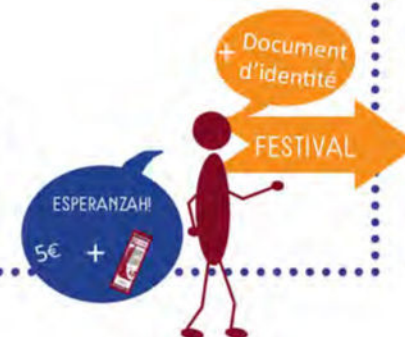 + Document
d'identité
FESTIVAL
ESPERANZAH!
5€ +